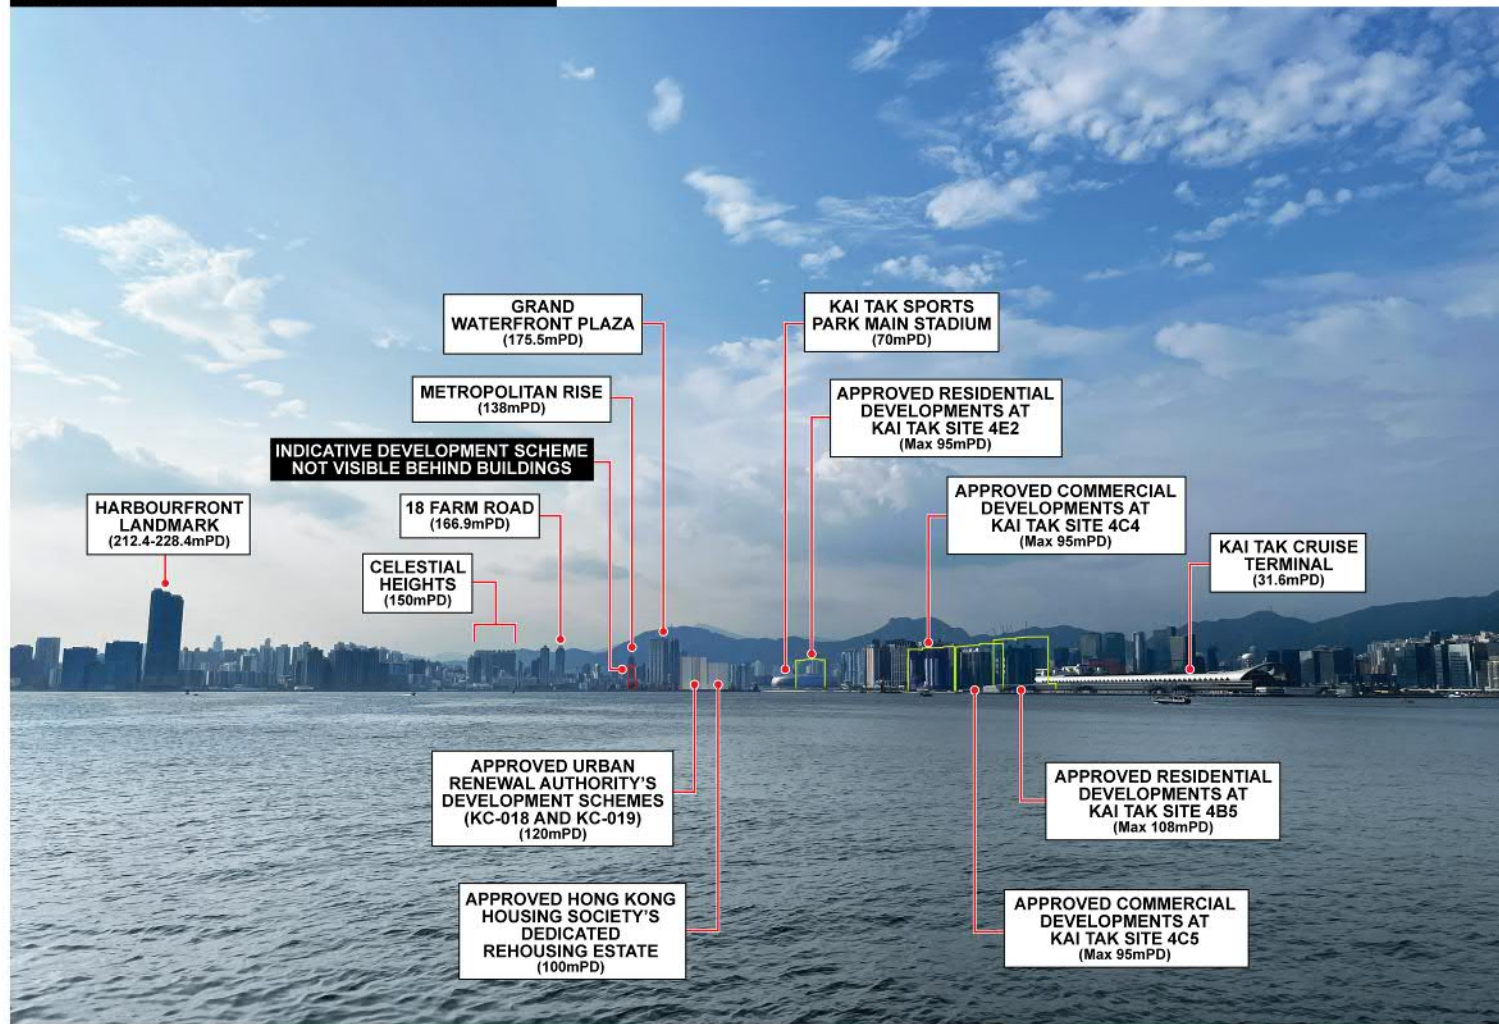 GRAND
WATERFRONT PLAZA
(175.5mPD)
KAI TAK SPORTS
PARK MAIN STADIUM
(70mPD)
METROPOLITAN RISE
(138mPD)
APPROVED RESIDENTIAL
DEVELOPMENTS AT
KAI TAK SITE 4E2
(Max 95mPD)
INDICATIVE DEVELOPMENT SCHEME
NOT VISIBLE BEHIND BUILDINGS
HARBOURFRONT
LANDMARK
(212.4-228.4mPD)
18 FARM ROAD
(166.9mPD)
APPROVED COMMERCIAL
DEVELOPMENTS AT
KAI TAK SITE 4C4
(Max 95mPD)
KAI TAK CRUISE
TERMINAL
(31.6mPD)
CELESTIAL
HEIGHTS
(150mPD)
APPROVED URBAN
RENEWAL AUTHORITY'S
DEVELOPMENT SCHEMES
(KC-018 AND KC-019)
(120mPD)
APPROVED RESIDENTIAL
DEVELOPMENTS AT
KAI TAK SITE 4B5
(Max 108mPD)
APPROVED HONG KONG
HOUSING SOCIETY'S
DEDICATED
REHOUSING ESTATE
(100mPD)
APPROVED COMMERCIAL
DEVELOPMENTS AT
KAI TAK SITE 4C5
(Max 95mPD)